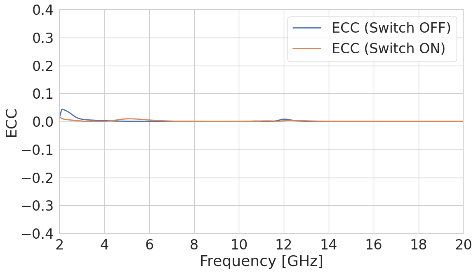 0.4
0.3
0.2
0.1
0.0
−0.1
−0.2
−0.3
−0.4
ECC
ECC (Switch OFF)
ECC (Switch ON)
2 4 6 8 10 12 14 16 18 20
Frequency [GHz]